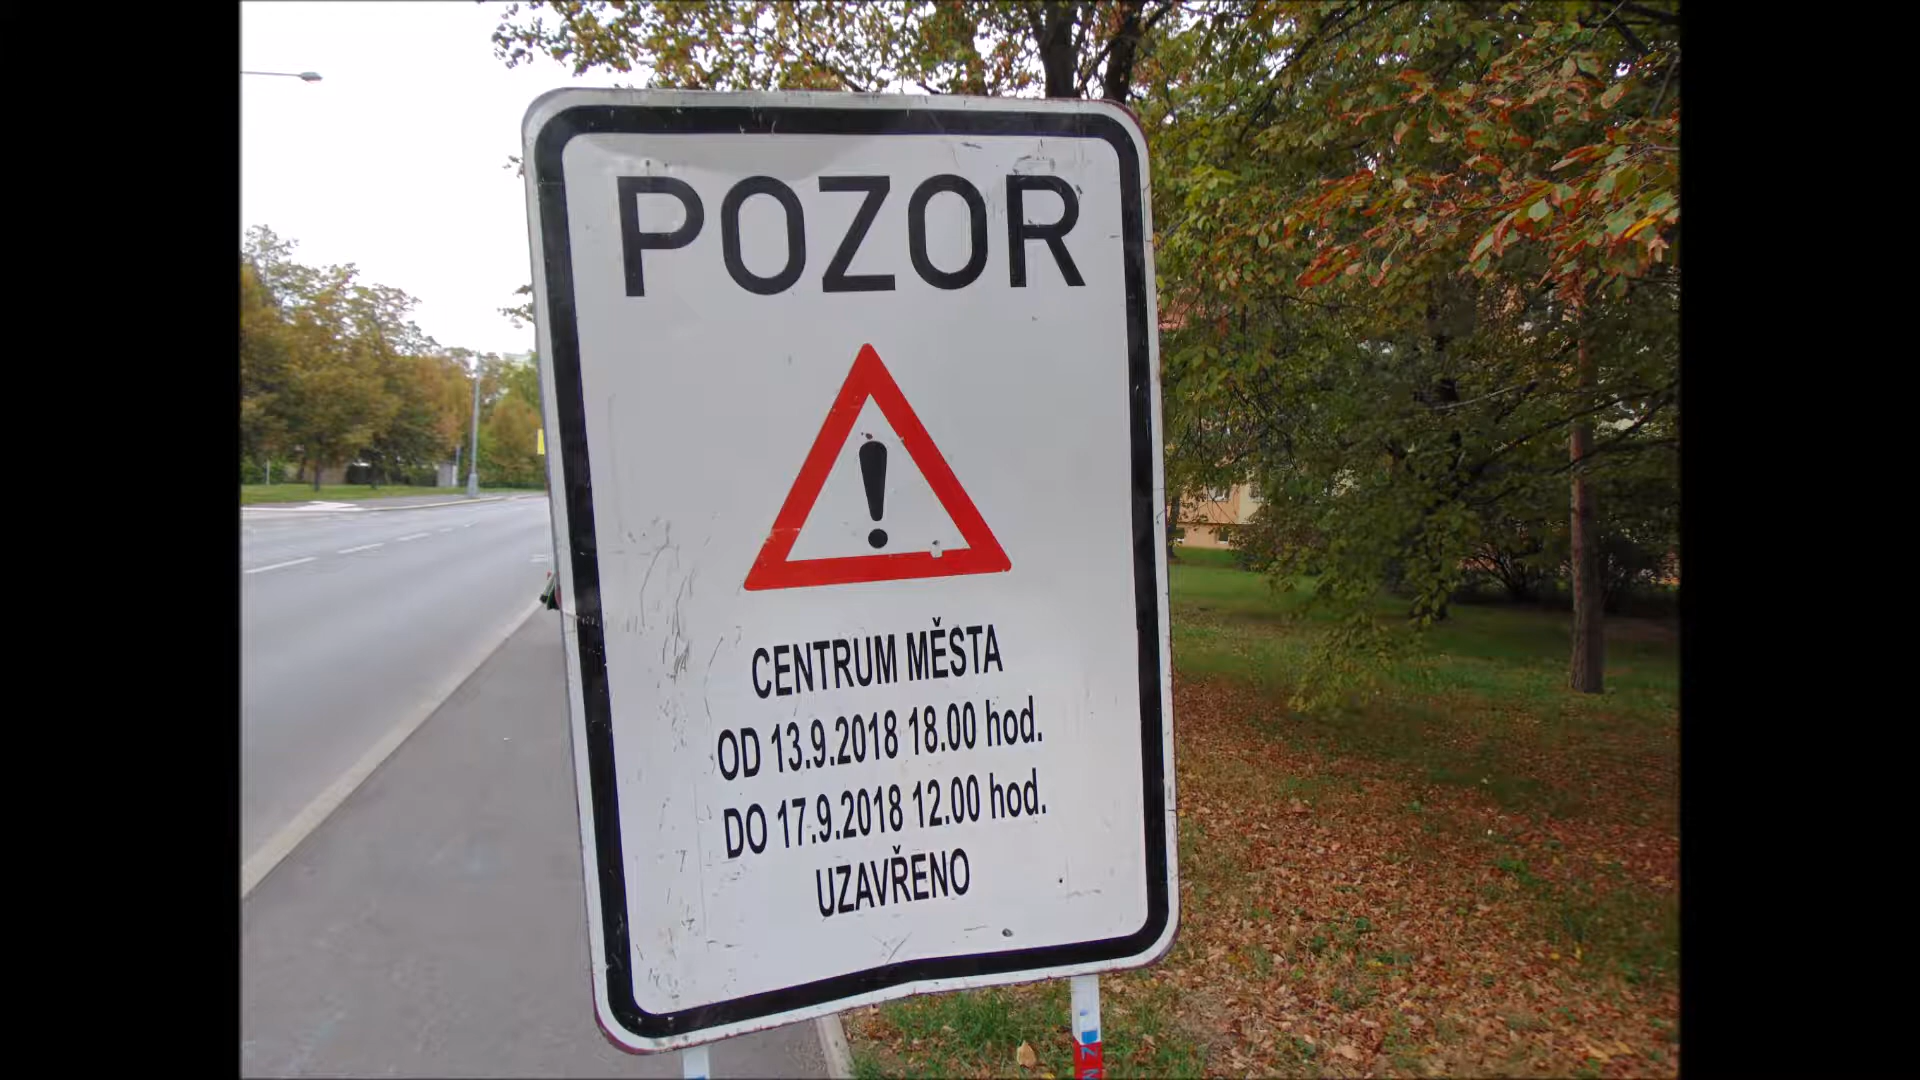 POZOR
CENTRUM MĚSTA
OD 13.9.2018 18.00 hod.
DO 17.9.2018 12.00 hod.
UZAVŘENO